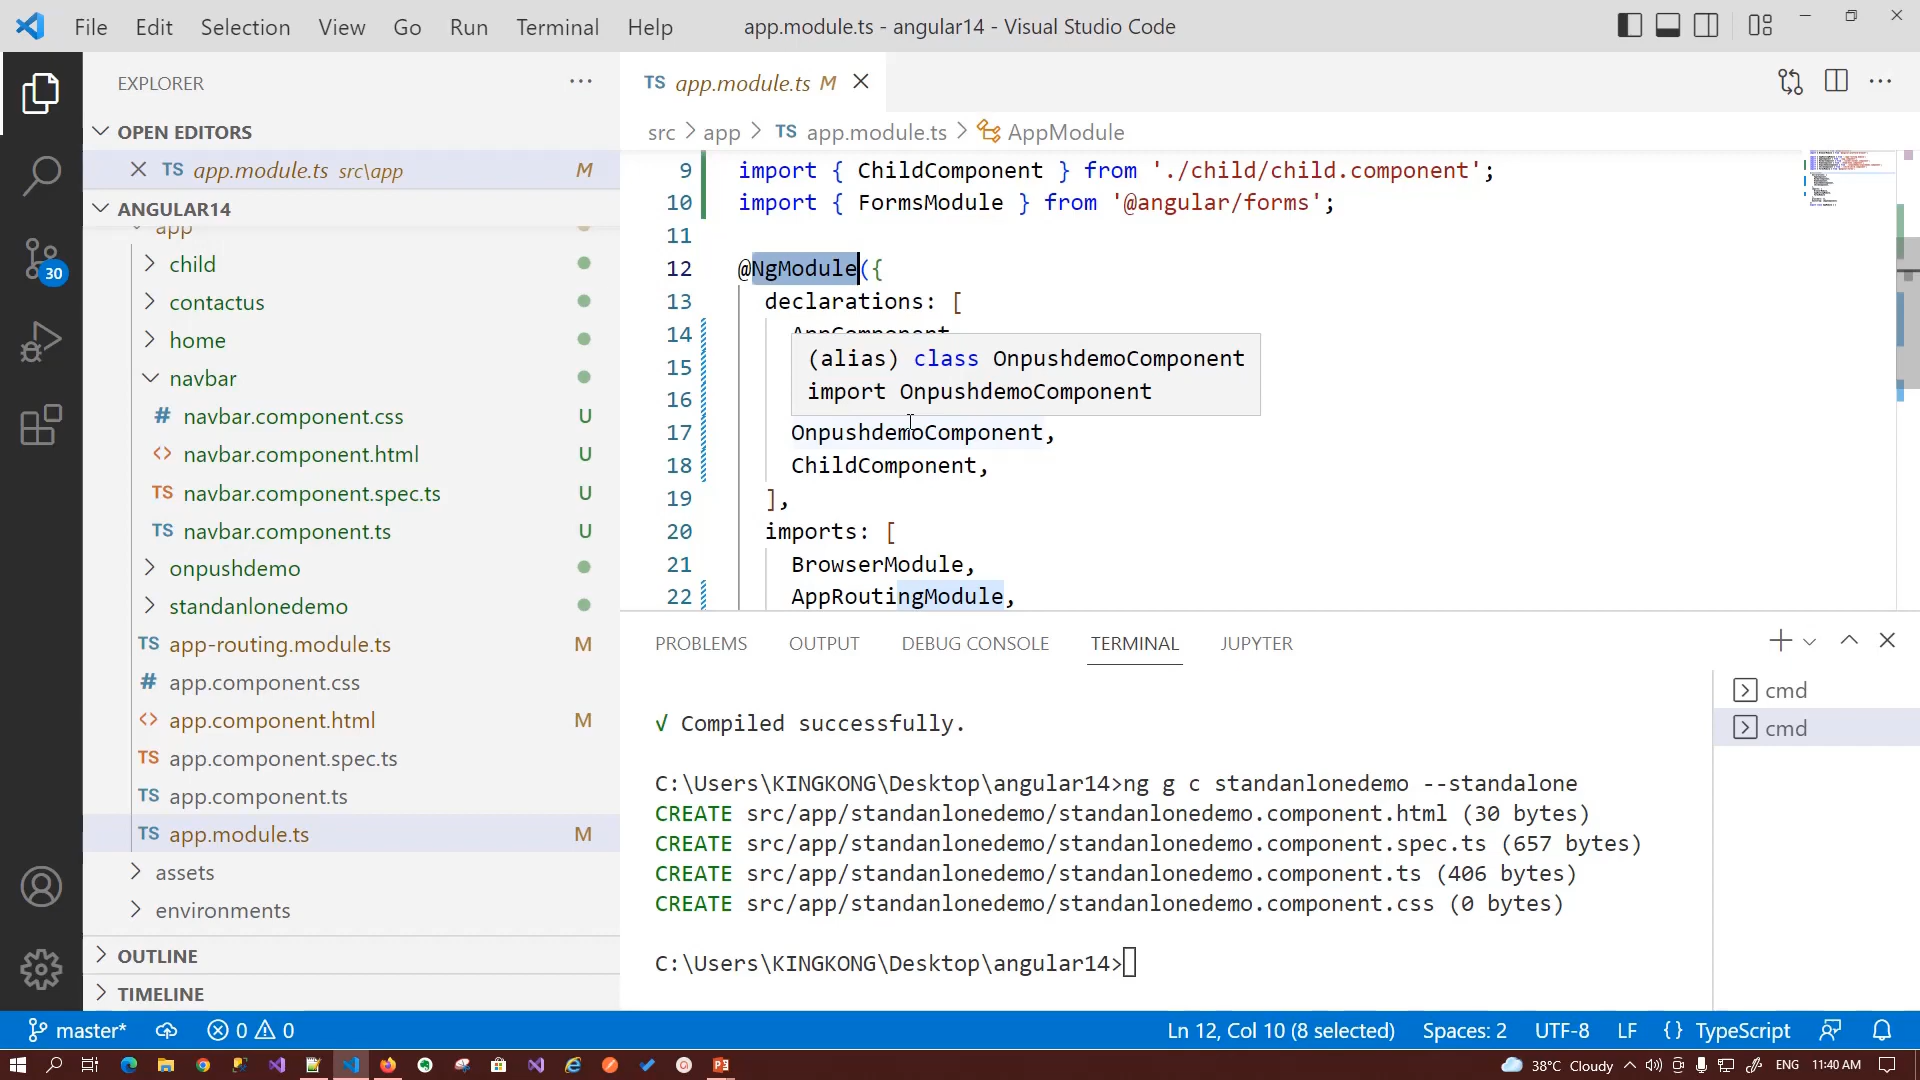 File Edit Selection View Go Run Terminal Help app.module.ts - angular14 - Visual Studio Code
EXPLORER
OPEN EDITORS
TS app.module.ts src\app M
ANGULAR14
app
child
contactus
home
navbar
# navbar.component.css U
<> navbar.component.html U
TS navbar.component.spec.ts U
TS navbar.component.ts U
onpushdemo
standanlonedemo
TS app-routing.module.ts M
# app.component.css
<> app.component.html M
TS app.component.spec.ts
TS app.component.ts
TS app.module.ts M
assets
environments
OUTLINE
TIMELINE
30
TS app.module.ts M
src > app > TS app.module.ts > AppModule
9 import { ChildComponent } from './child/child.component';
10 import { FormsModule } from '@angular/forms';
11
12 @NgModule({
13 declarations: [
14 AppComponent
15
16
(alias) class OnpushdemoComponent
import OnpushdemoComponent
17 OnpushdemoComponent,
18 ChildComponent,
19 ],
20 imports: [
21 BrowserModule,
22 AppRoutingModule,
PROBLEMS OUTPUT DEBUG CONSOLE TERMINAL JUPYTER
√ Compiled successfully.
C:\Users\KINGKONG\Desktop\angular14>ng g c standanlonedemo --standalone
CREATE src/app/standanlonedemo/standanlonedemo.component.html (30 bytes)
CREATE src/app/standanlonedemo/standanlonedemo.component.spec.ts (657 bytes)
CREATE src/app/standanlonedemo/standanlonedemo.component.ts (406 bytes)
CREATE src/app/standanlonedemo/standanlonedemo.component.css (0 bytes)
C:\Users\KINGKONG\Desktop\angular14>
cmd
cmd
master* 0 0 Ln 12, Col 10 (8 selected) Spaces: 2 UTF-8 LF {} TypeScript
38°C Cloudy ENG 11:40 AM